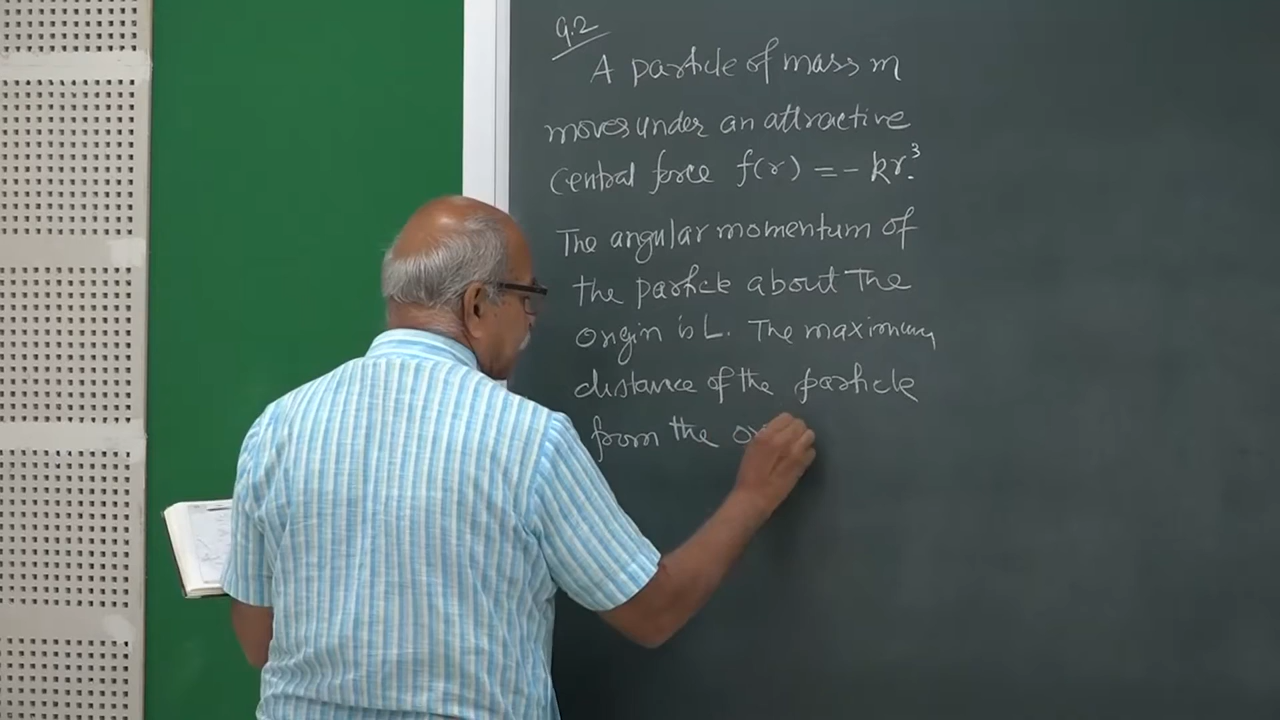 Q.2
A particle of mass m
moves under an attractive
central force f(r) = - kr³.
The angular momentum of
the particle about the
origin is L. The maximum
distance of the particle
from the